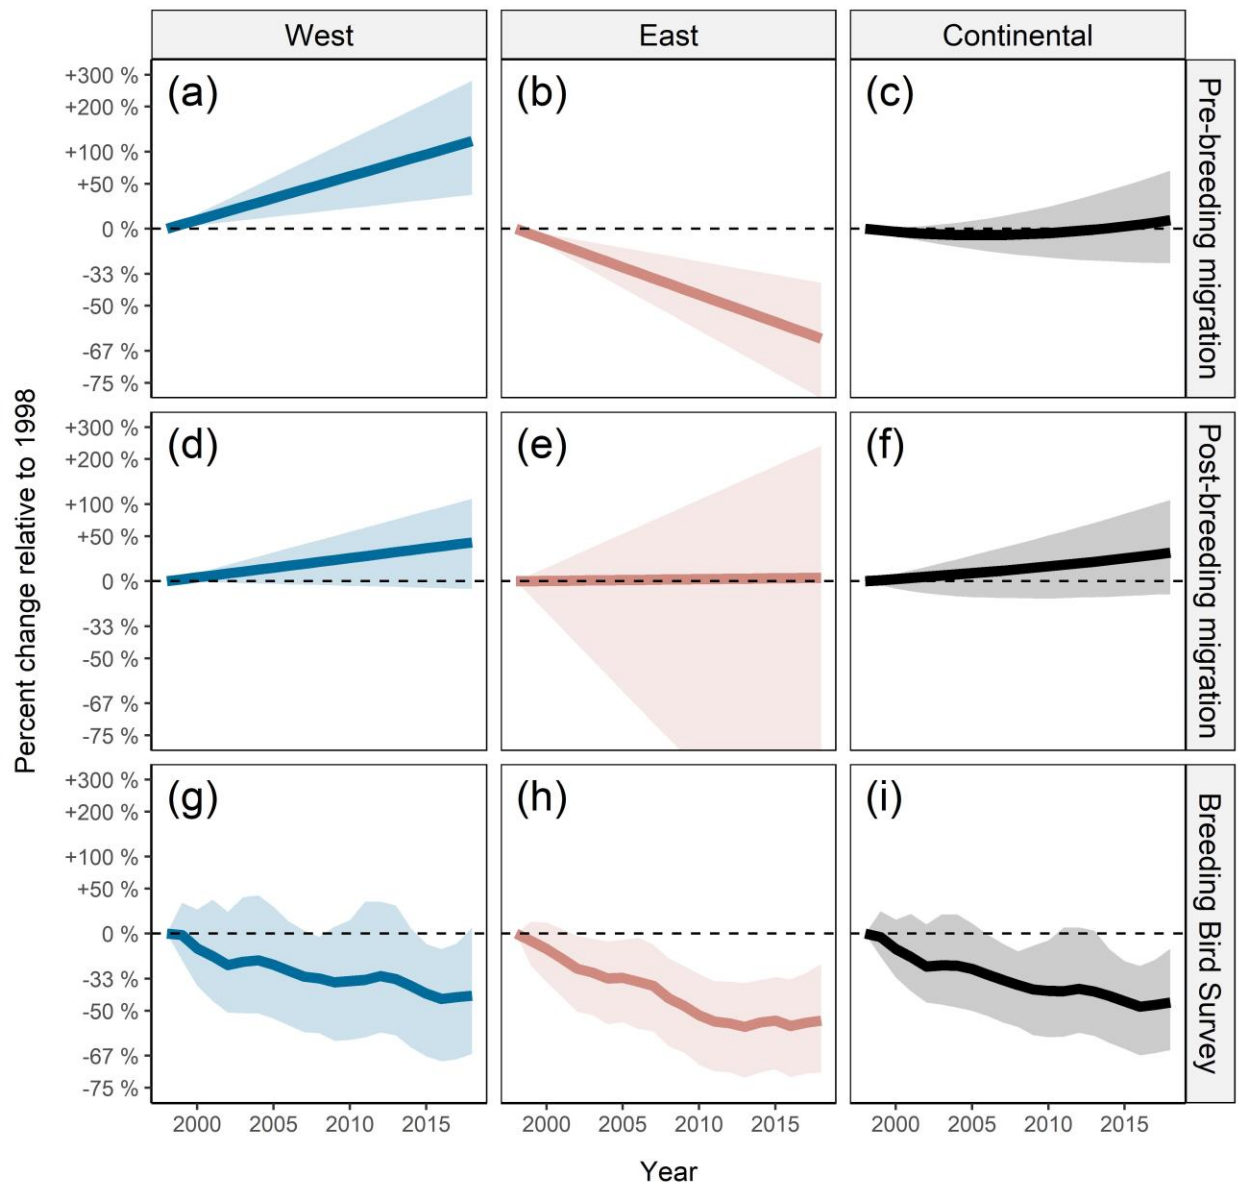 West
East
Continental
Percent change relative to 1998
+300 %
+200 %
+100 %
+50 %
0 %
-33 %
-50 %
-67 %
-75 %
(a)
(b)
(c)
Pre-breeding migration
+300 %
+200 %
+100 %
+50 %
0 %
-33 %
-50 %
-67 %
-75 %
(d)
(e)
(f)
Post-breeding migration
+300 %
+200 %
+100 %
+50 %
0 %
-33 %
-50 %
-67 %
-75 %
(g)
(h)
(i)
Breeding Bird Survey
2000 2005 2010 2015
2000 2005 2010 2015
2000 2005 2010 2015
Year